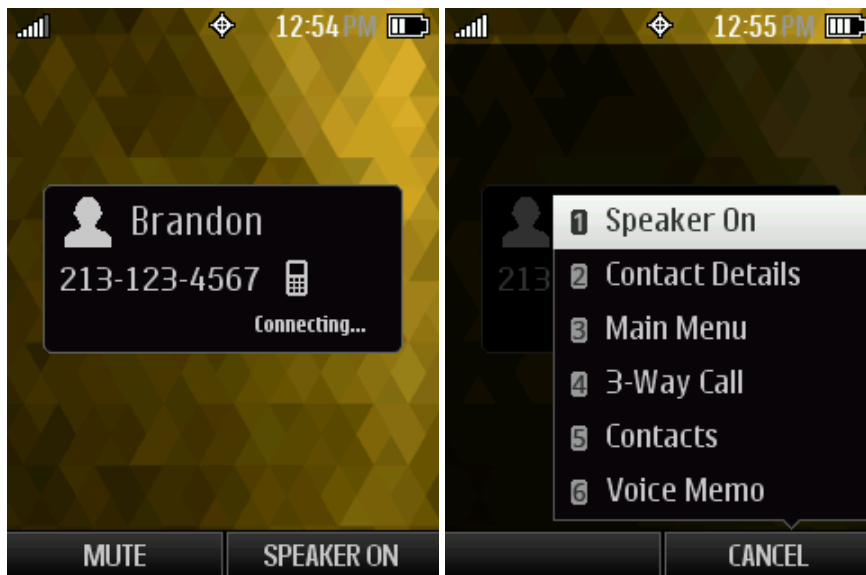 12:54 PM
Brandon
213-123-4567
Connecting...
MUTE SPEAKER ON
12:55 PM
213
1 Speaker On
2 Contact Details
3 Main Menu
4 3-Way Call
5 Contacts
6 Voice Memo
CANCEL